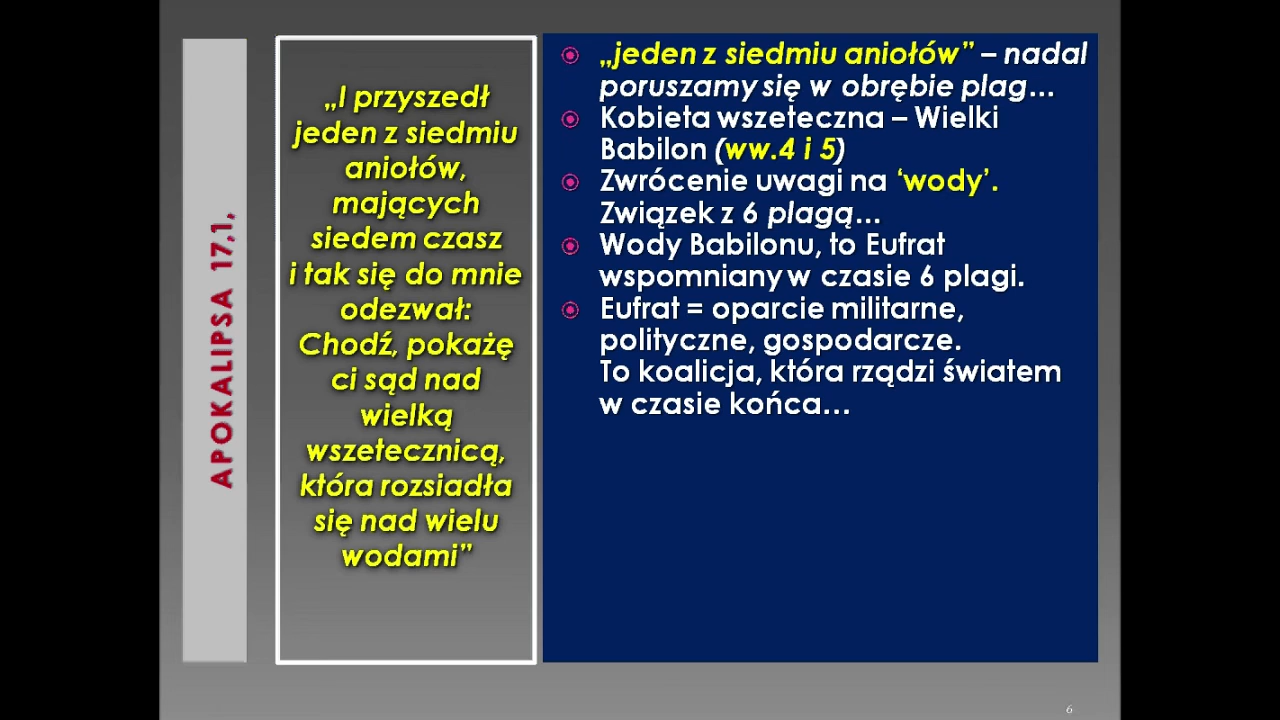 APOKALIPSA 17,1,
„I przyszedł
jeden z siedmiu
aniołów,
mających
siedem czasz
i tak się do mnie
odezwał:
Chodź, pokażę
ci sąd nad
wielką
wszetecznicą,
która rozsiadła
się nad wielu
wodami”
„jeden z siedmiu aniołów” – nadal
poruszamy się w obrębie plag…
Kobieta wszeteczna – Wielki
Babilon (ww.4 i 5)
Zwrócenie uwagi na ‘wody’.
Związek z 6 plagą…
Wody Babilonu, to Eufrat
wspomniany w czasie 6 plagi.
Eufrat = oparcie militarne,
polityczne, gospodarcze.
To koalicja, która rządzi światem
w czasie końca…
6